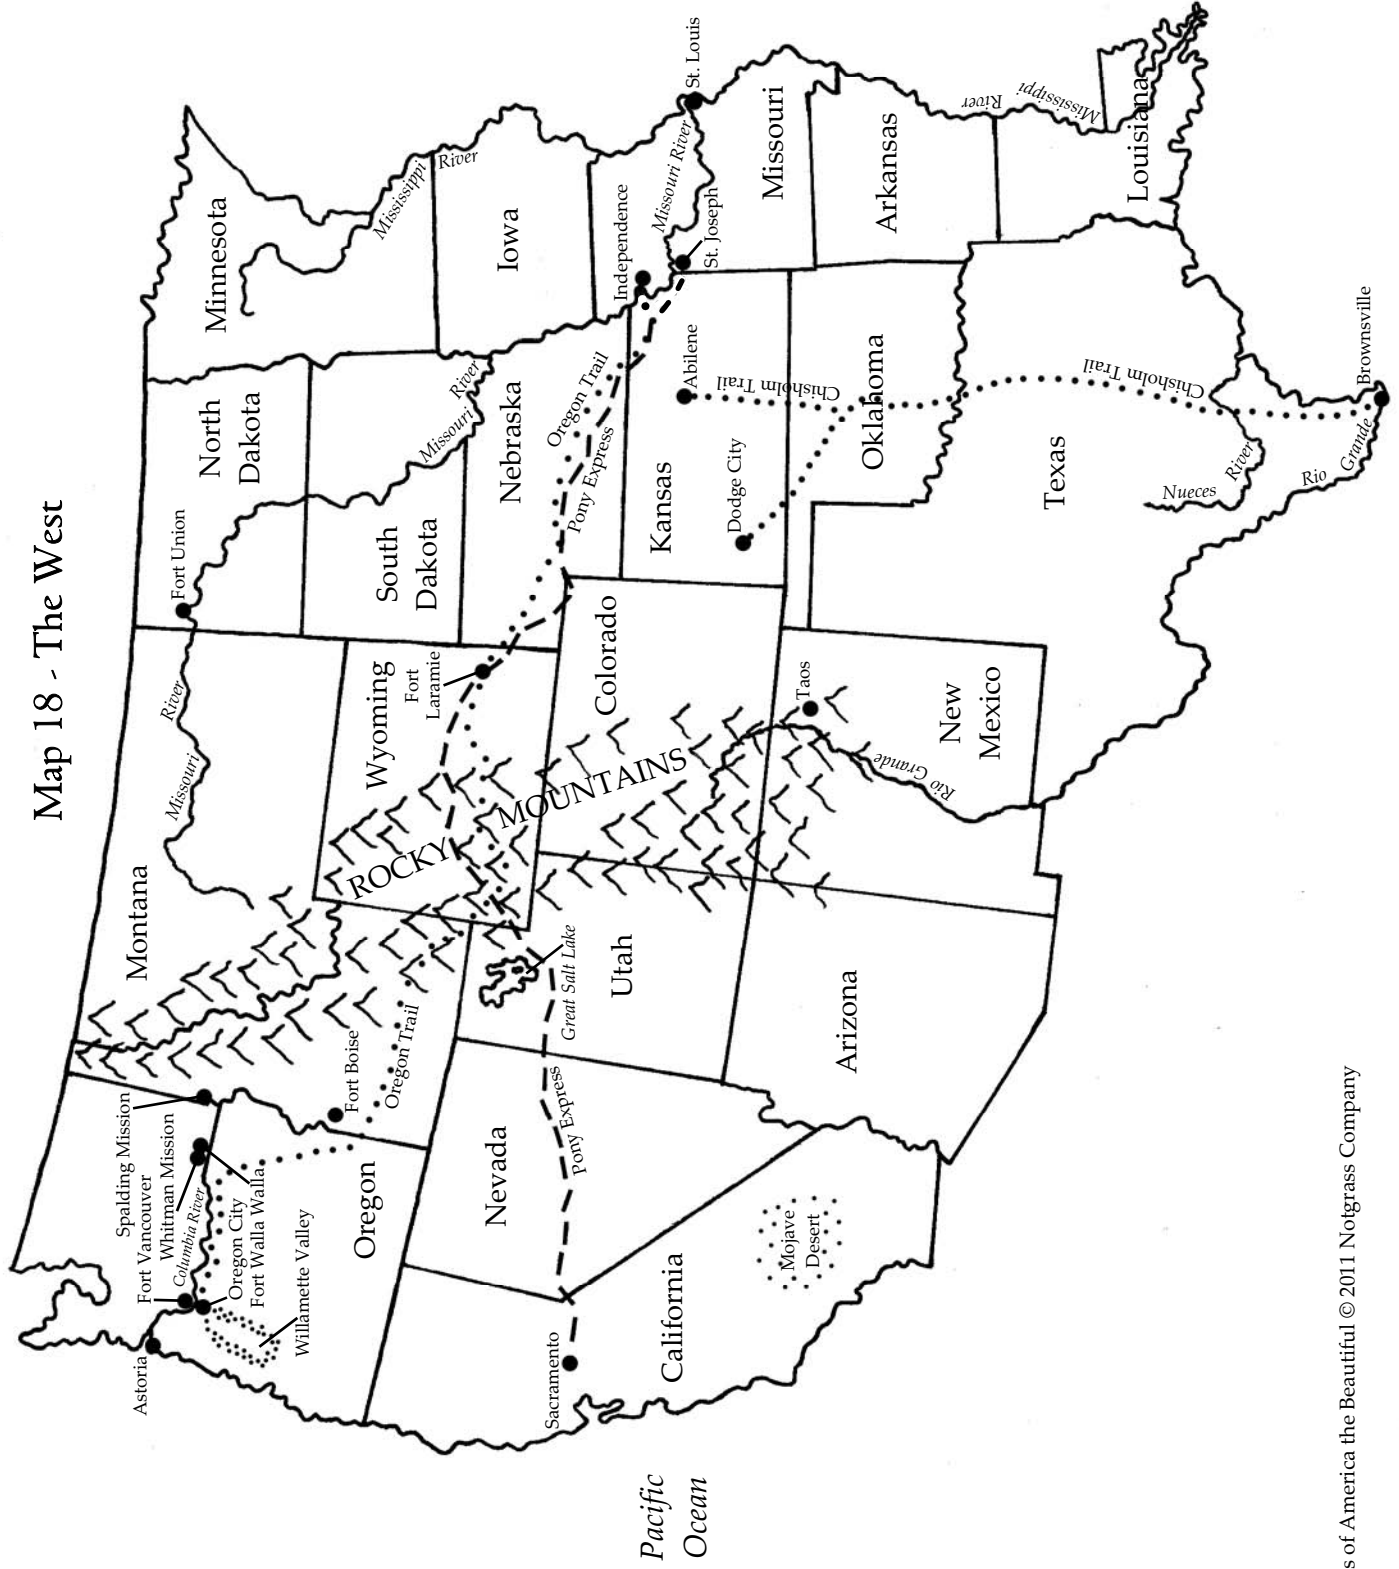 Map 18 - The West
Astoria
Fort Vancouver
Spalding Mission
Whitman Mission
Columbia River
Oregon City
Fort Walla Walla
Willamette Valley
Oregon
Fort Boise
Oregon Trail
Montana
Missouri
River
Fort Union
North
Dakota
Minnesota
Mississippi
River
South
Dakota
Missouri
River
Iowa
Wyoming
Fort
Laramie
ROCKY
MOUNTAINS
Nebraska
Oregon Trail
Pony Express
Independence
Missouri River
St. Louis
St. Joseph
Missouri
Pacific
Ocean
Sacramento
California
Nevada
Pony Express
Great Salt Lake
Utah
Colorado
Kansas
Abilene
Dodge City
Chisholm Trail
Mojave
Desert
Arizona
Taos
New
Mexico
Rio Grande
Oklahoma
Arkansas
Mississippi
River
Texas
Chisholm Trail
Louisiana
Nueces
River
Rio
Grande
Brownsville
s of America the Beautiful © 2011 Notgrass Company